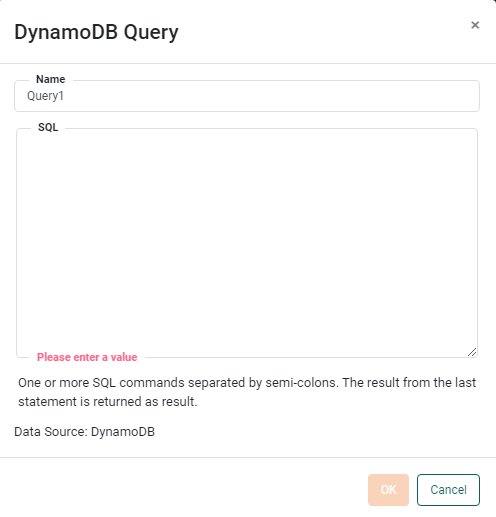 DynamoDB Query
×
Name
Query1
SQL
Please enter a value
One or more SQL commands separated by semi-colons. The result from the last
statement is returned as result.
Data Source: DynamoDB
OK
Cancel